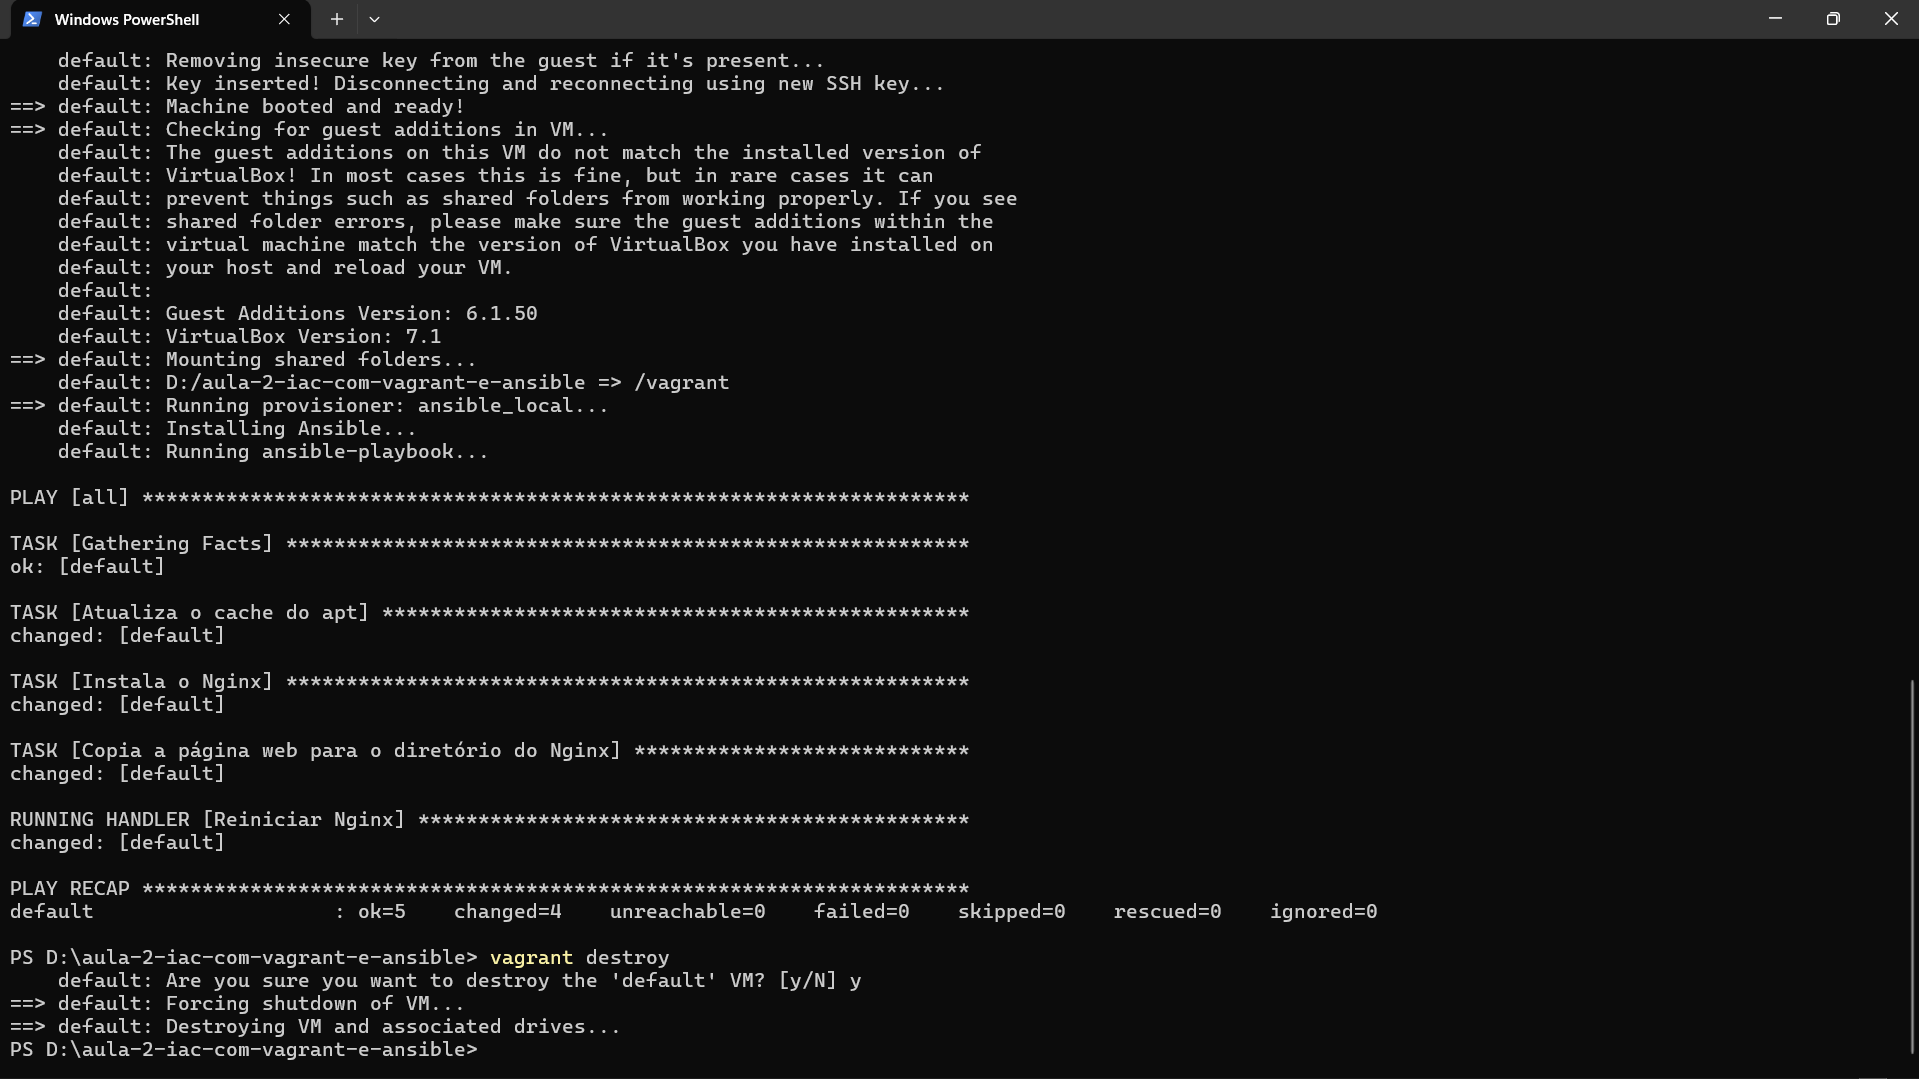 Windows PowerShell
    default: Removing insecure key from the guest if it's present...
    default: Key inserted! Disconnecting and reconnecting using new SSH key...
==> default: Machine booted and ready!
==> default: Checking for guest additions in VM...
    default: The guest additions on this VM do not match the installed version of
    default: VirtualBox! In most cases this is fine, but in rare cases it can
    default: prevent things such as shared folders from working properly. If you see
    default: shared folder errors, please make sure the guest additions within the
    default: virtual machine match the version of VirtualBox you have installed on
    default: your host and reload your VM.
    default:
    default: Guest Additions Version: 6.1.50
    default: VirtualBox Version: 7.1
==> default: Mounting shared folders...
    default: D:/aula-2-iac-com-vagrant-e-ansible => /vagrant
==> default: Running provisioner: ansible_local...
    default: Installing Ansible...
    default: Running ansible-playbook...

PLAY [all] *********************************************************************

TASK [Gathering Facts] *********************************************************
ok: [default]

TASK [Atualiza o cache do apt] *************************************************
changed: [default]

TASK [Instala o Nginx] *********************************************************
changed: [default]

TASK [Copia a página web para o diretório do Nginx] ****************************
changed: [default]

RUNNING HANDLER [Reiniciar Nginx] **********************************************
changed: [default]

PLAY RECAP *********************************************************************
default                    : ok=5    changed=4    unreachable=0    failed=0    skipped=0    rescued=0    ignored=0

PS D:\aula-2-iac-com-vagrant-e-ansible> vagrant destroy
    default: Are you sure you want to destroy the 'default' VM? [y/N] y
==> default: Forcing shutdown of VM...
==> default: Destroying VM and associated drives...
PS D:\aula-2-iac-com-vagrant-e-ansible>